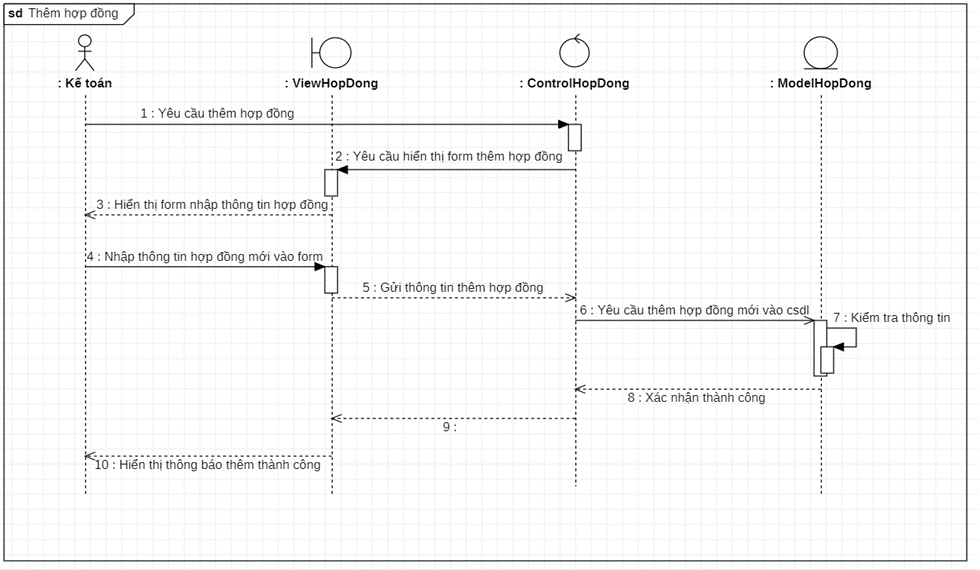 sd Thêm hợp đồng
: Kế toán
: ViewHopDong
: ControlHopDong
: ModelHopDong
1 : Yêu cầu thêm hợp đồng
2 : Yêu cầu hiển thị form thêm hợp đồng
3 : Hiển thị form nhập thông tin hợp đồng
4 : Nhập thông tin hợp đồng mới vào form
5 : Gửi thông tin thêm hợp đồng
6 : Yêu cầu thêm hợp đồng mới vào csdl
7 : Kiểm tra thông tin
8 : Xác nhận thành công
9 :
10 : Hiển thị thông báo thêm thành công